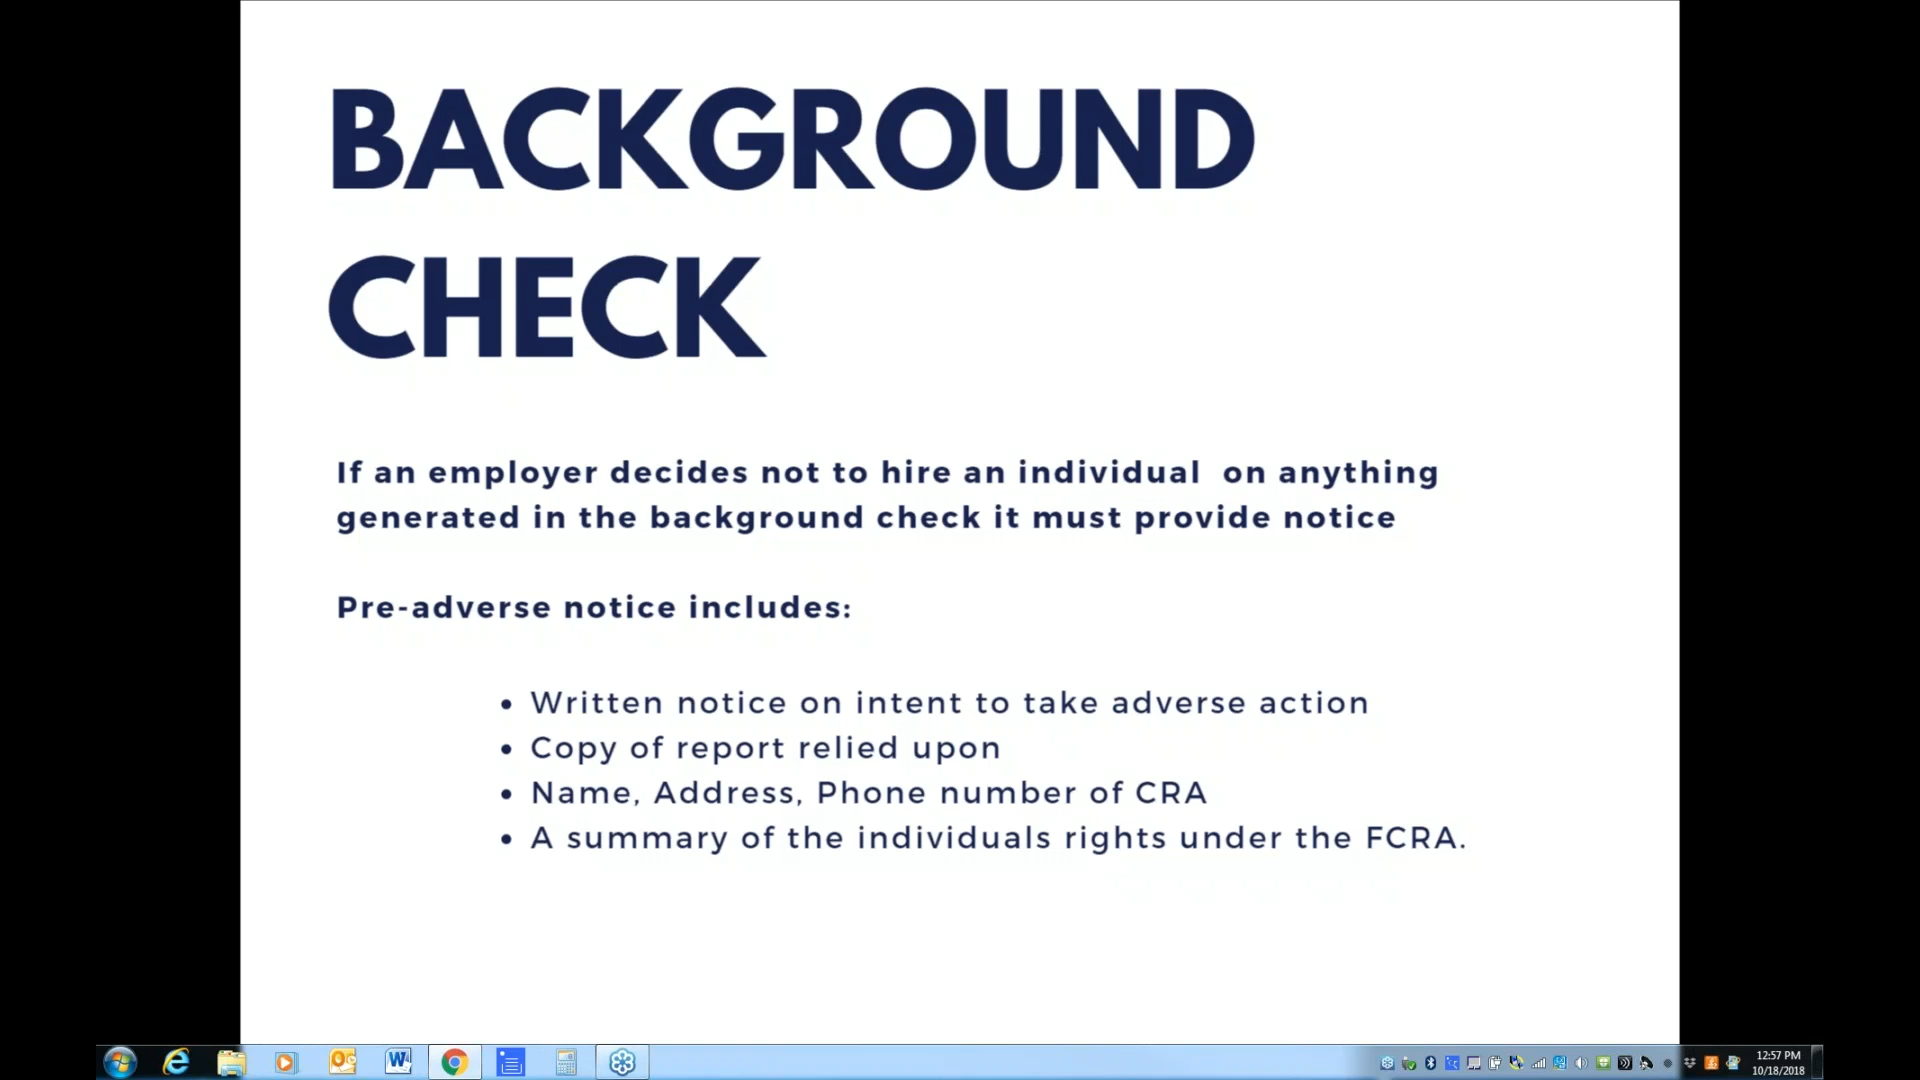 BACKGROUND
CHECK
If an employer decides not to hire an individual  on anything
generated in the background check it must provide notice
Pre-adverse notice includes:
• Written notice on intent to take adverse action
• Copy of report relied upon
• Name, Address, Phone number of CRA
• A summary of the individuals rights under the FCRA.
12:57 PM
10/18/2018